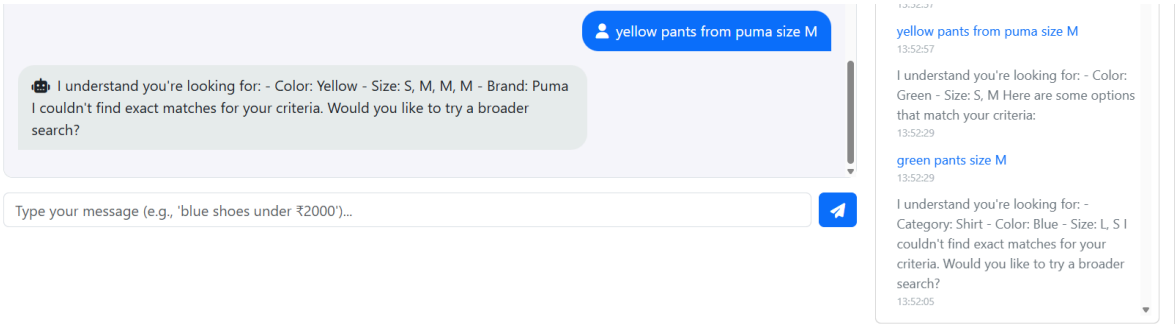 yellow pants from puma size M
I understand you're looking for: - Color: Yellow - Size: S, M, M, M - Brand: Puma
I couldn't find exact matches for your criteria. Would you like to try a broader
search?
Type your message (e.g., 'blue shoes under ₹2000')...
13:52:57
yellow pants from puma size M
13:52:57
I understand you're looking for: - Color:
Green - Size: S, M Here are some options
that match your criteria:
13:52:29
green pants size M
13:52:29
I understand you're looking for: -
Category: Shirt - Color: Blue - Size: L, S I
couldn't find exact matches for your
criteria. Would you like to try a broader
search?
13:52:05